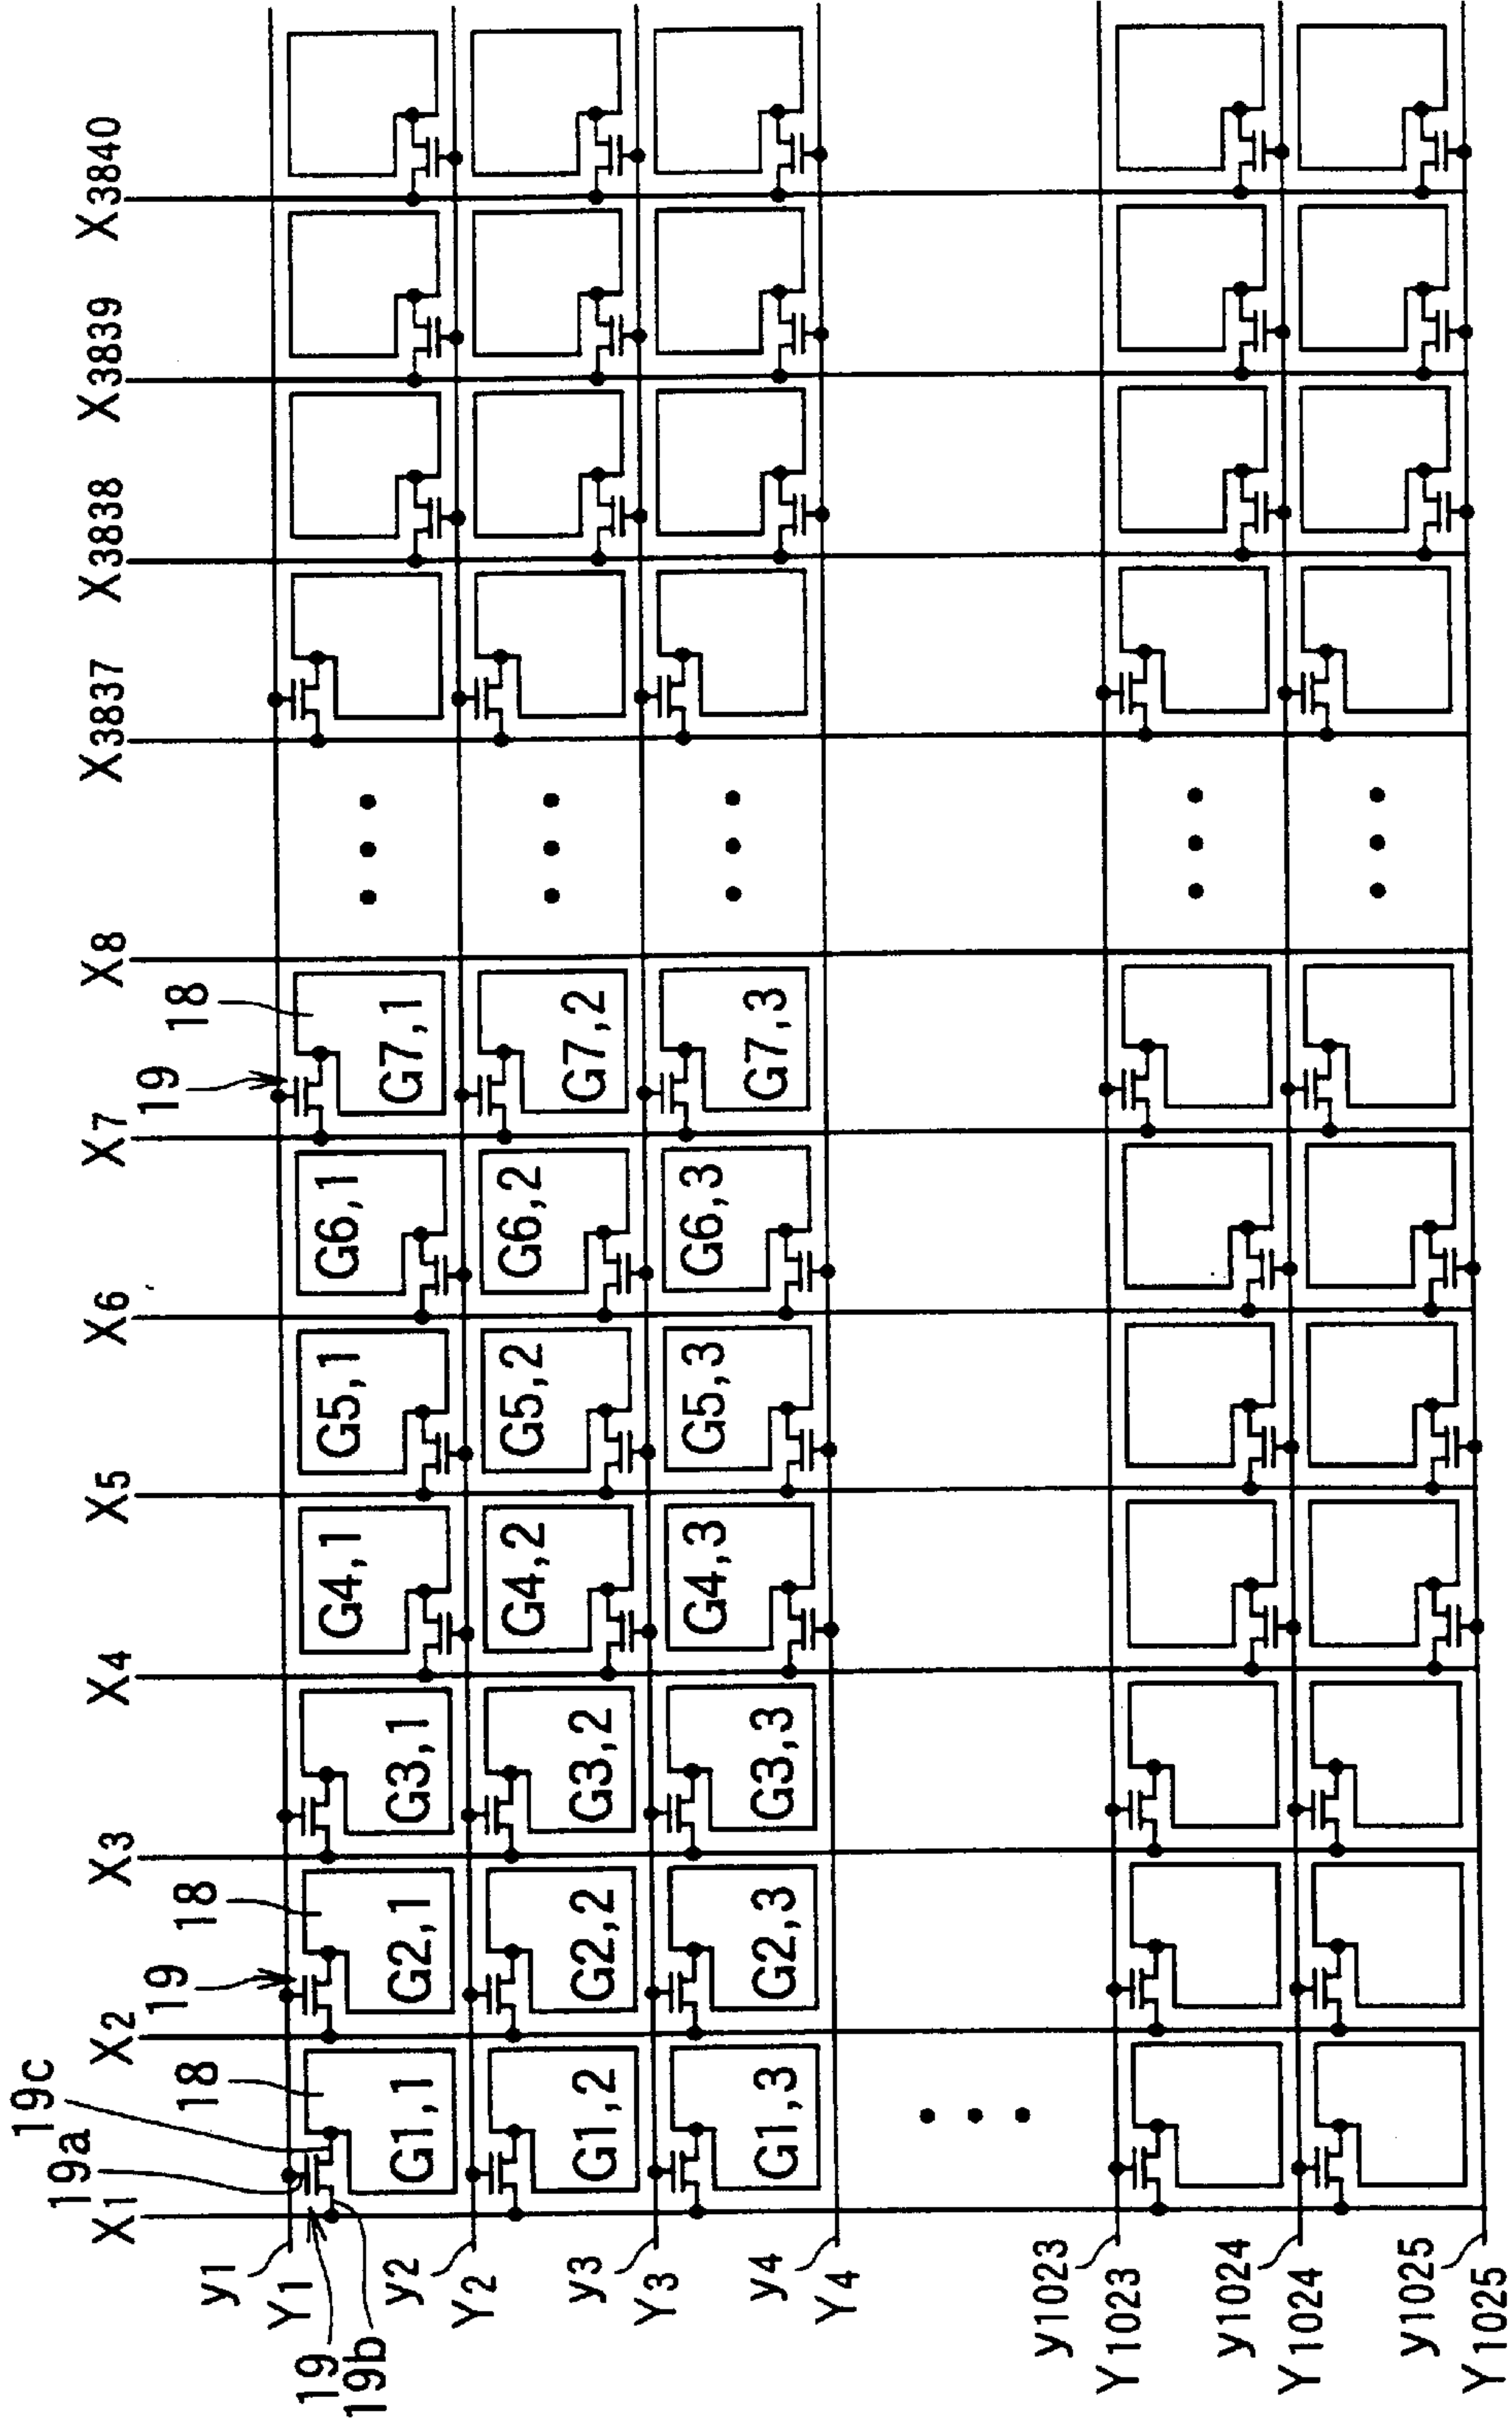 X1 X2 X3 X4 X5 X6 X7 X8 X3837 X3838 X3839 X3840
19a 19c 18 19 18 19 18
y1
Y1
19
19b
G1,1 G2,1 G3,1 G4,1 G5,1 G6,1 G7,1
y2
Y2
G1,2 G2,2 G3,2 G4,2 G5,2 G6,2 G7,2
y3
Y3
G1,3 G2,3 G3,3 G4,3 G5,3 G6,3 G7,3
y4
Y4
y1023
Y1023
y1024
Y1024
y1025
Y1025